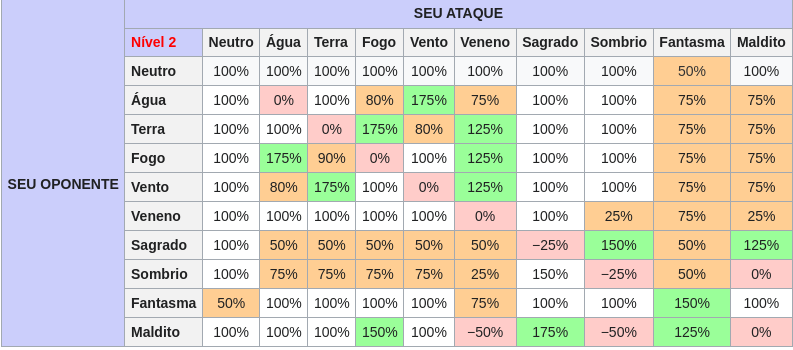 SEU ATAQUE
Nível 2 Neutro Água Terra Fogo Vento Veneno Sagrado Sombrio Fantasma Maldito
Neutro 100% 100% 100% 100% 100% 100% 100% 100% 50% 100%
Água 100% 0% 100% 80% 175% 75% 100% 100% 75% 75%
Terra 100% 100% 0% 175% 80% 125% 100% 100% 75% 75%
Fogo 100% 175% 90% 0% 100% 125% 100% 100% 75% 75%
SEU OPONENTE Vento 100% 80% 175% 100% 0% 125% 100% 100% 75% 75%
Veneno 100% 100% 100% 100% 100% 0% 100% 25% 75% 25%
Sagrado 100% 50% 50% 50% 50% 50% −25% 150% 50% 125%
Sombrio 100% 75% 75% 75% 75% 25% 150% −25% 50% 0%
Fantasma 50% 100% 100% 100% 100% 75% 100% 100% 150% 100%
Maldito 100% 100% 100% 150% 100% −50% 175% −50% 125% 0%